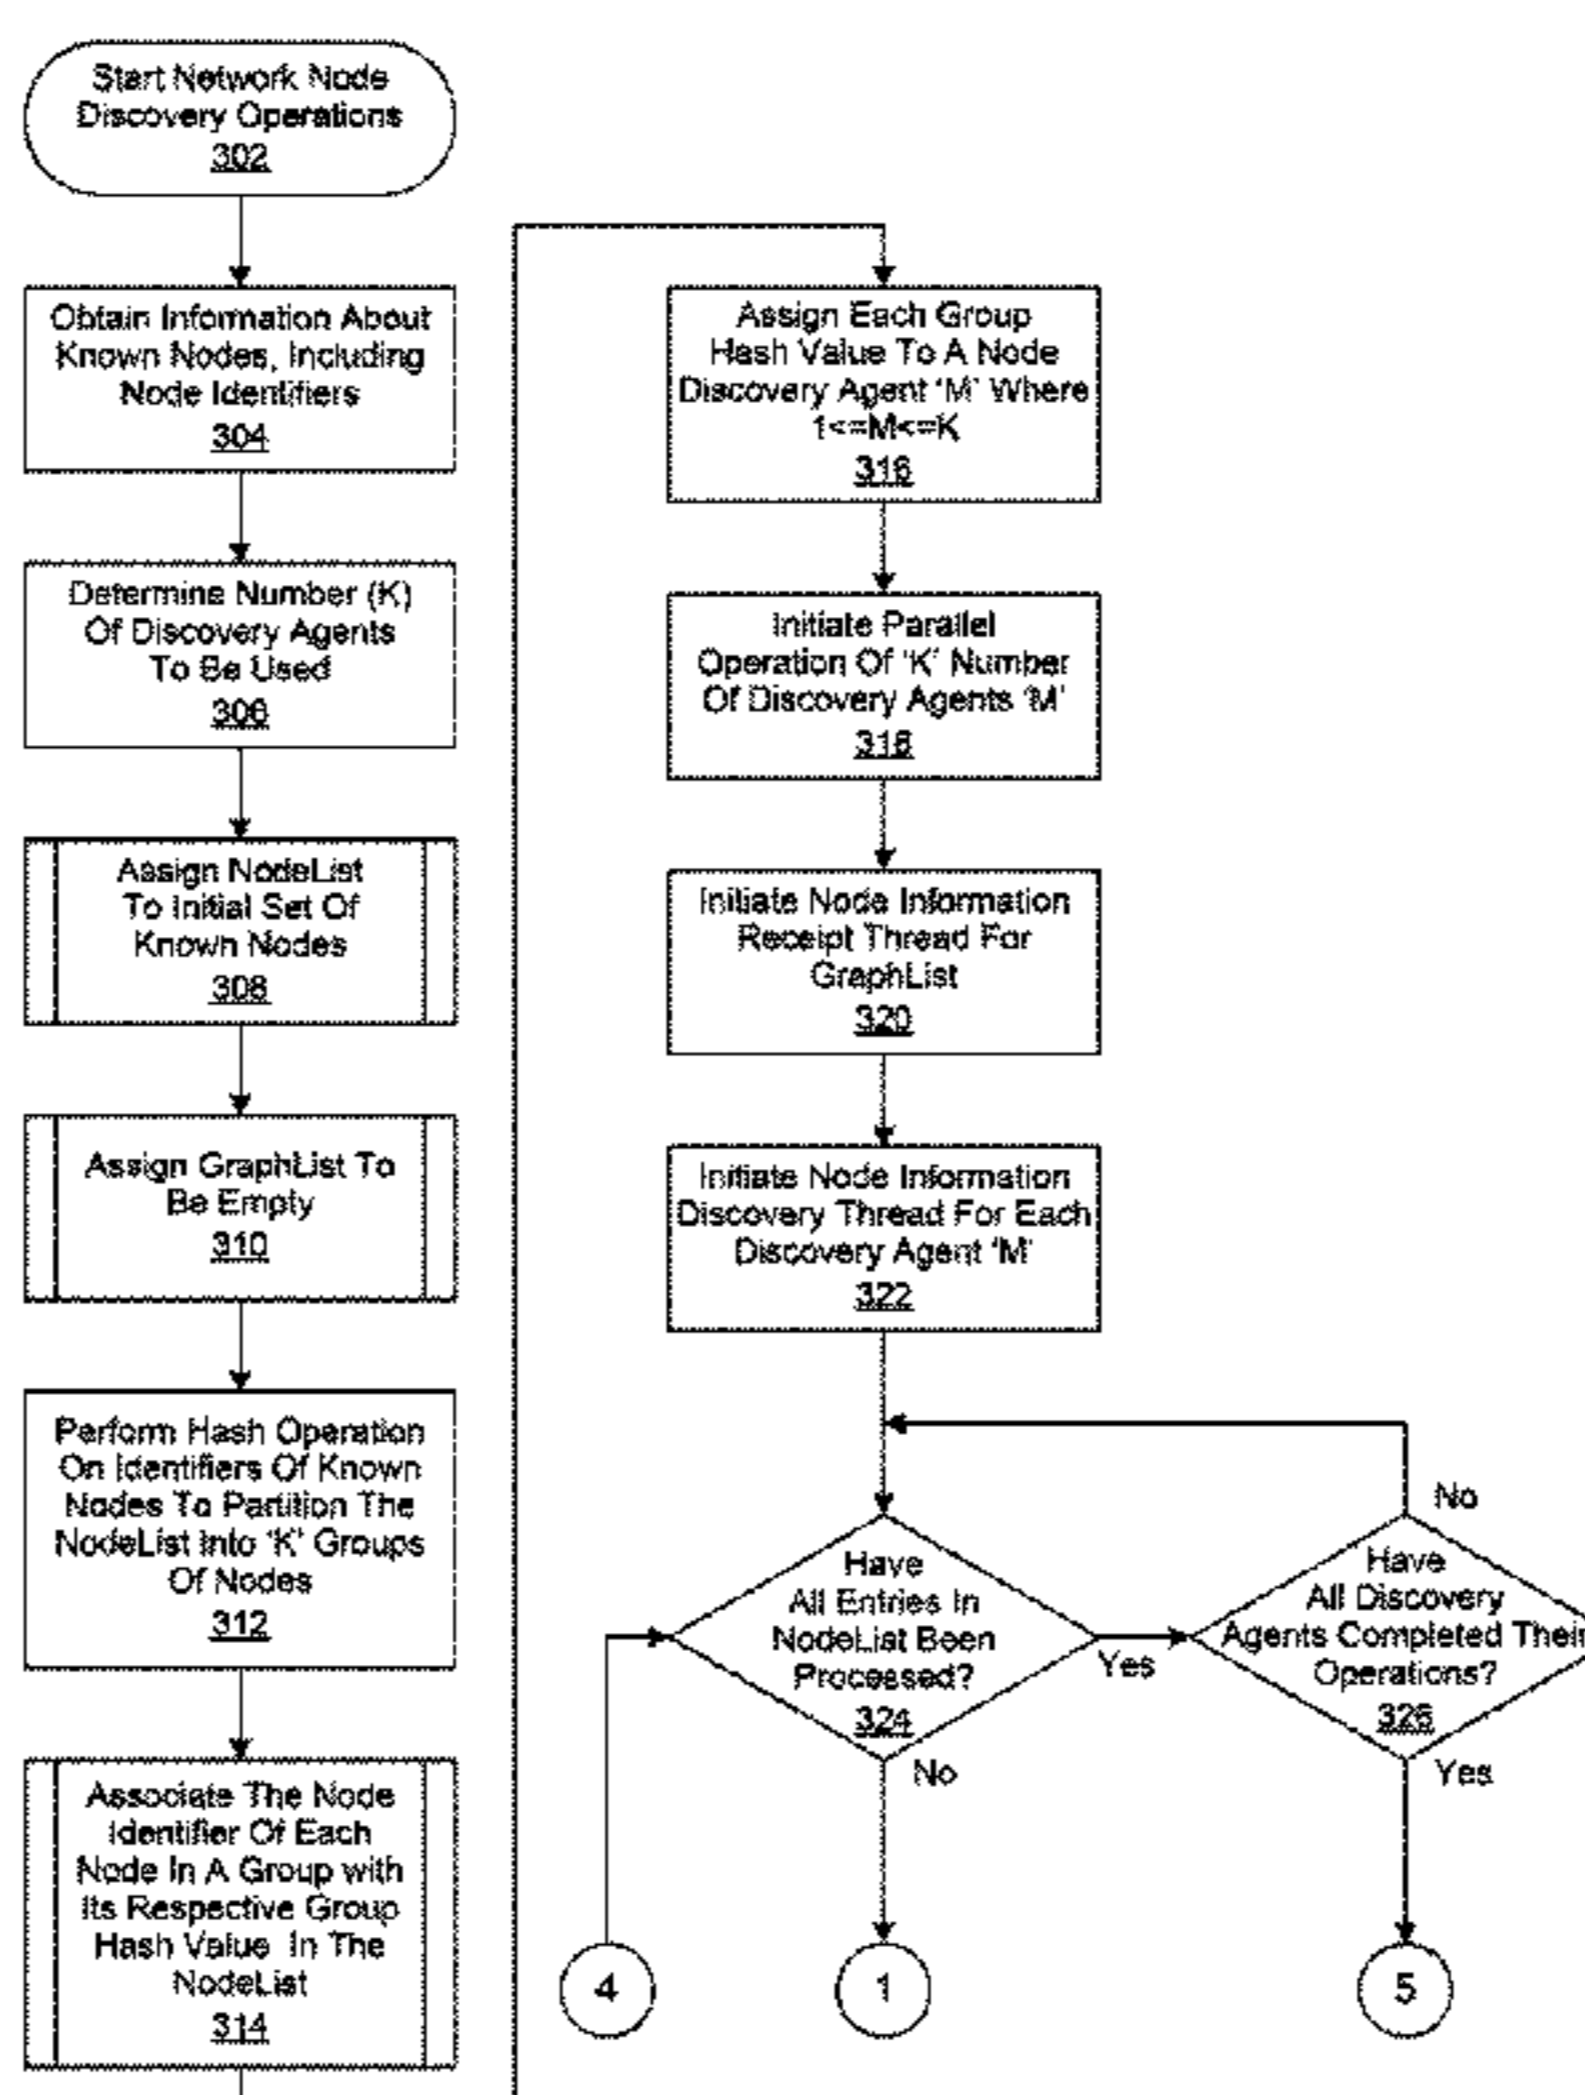 Start Network Node
Discovery Operations
302
Obtain Information About
Known Nodes, Including
Node Identifiers
304
Determine Number (K)
Of Discovery Agents
To Be Used
306
Assign NodeList
To Initial Set Of
Known Nodes
308
Assign GraphList To
Be Empty
310
Perform Hash Operation
On Identifiers Of Known
Nodes To Partition The
NodeList Into 'K' Groups
Of Nodes
312
Associate The Node
Identifier Of Each
Node In A Group with
Its Respective Group
Hash Value In The
NodeList
314
Assign Each Group
Hash Value To A Node
Discovery Agent 'M' Where
1<=M<=K
316
Initiate Parallel
Operation Of 'K' Number
Of Discovery Agents 'M'
318
Initiate Node Information
Receipt Thread For
GraphList
320
Initiate Node Information
Discovery Thread For Each
Discovery Agent 'M'
322
Have
All Entries In
NodeList Been
Processed?
324
Yes
No
Have
All Discovery
Agents Completed Their
Operations?
326
No
Yes
4
1
5